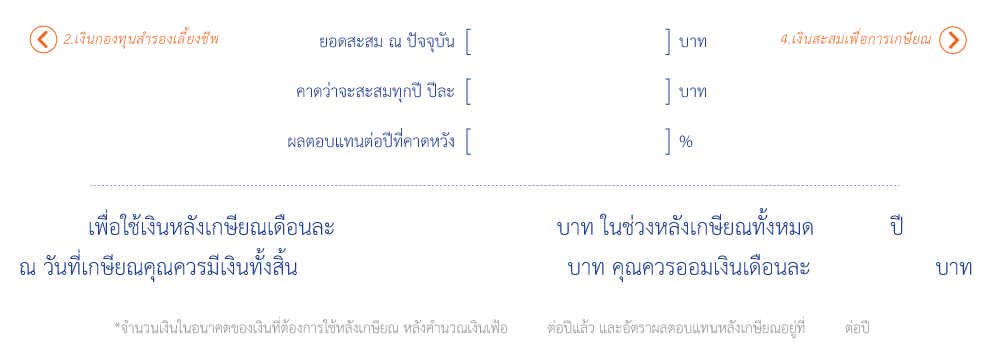 2.เงินกองทุนสำรองเลี้ยงชีพ
ยอดสะสม ณ ปัจจุบัน [ ] บาท
4.เงินสะสมเพื่อการเกษียณ
คาดว่าจะสะสมทุกปี ปีละ [ ] บาท
ผลตอบแทนต่อปีที่คาดหวัง [ ] %
เพื่อใช้เงินหลังเกษียณเดือนละ บาท ในช่วงหลังเกษียณทั้งหมด ปี
ณ วันที่เกษียณคุณควรมีเงินทั้งสิ้น บาท คุณควรออมเงินเดือนละ บาท
*จำนวนเงินในอนาคตของเงินที่ต้องการใช้หลังเกษียณ หลังคำนวณเงินเฟ้อ ต่อปีแล้ว และอัตราผลตอบแทนหลังเกษียณอยู่ที่ ต่อปี